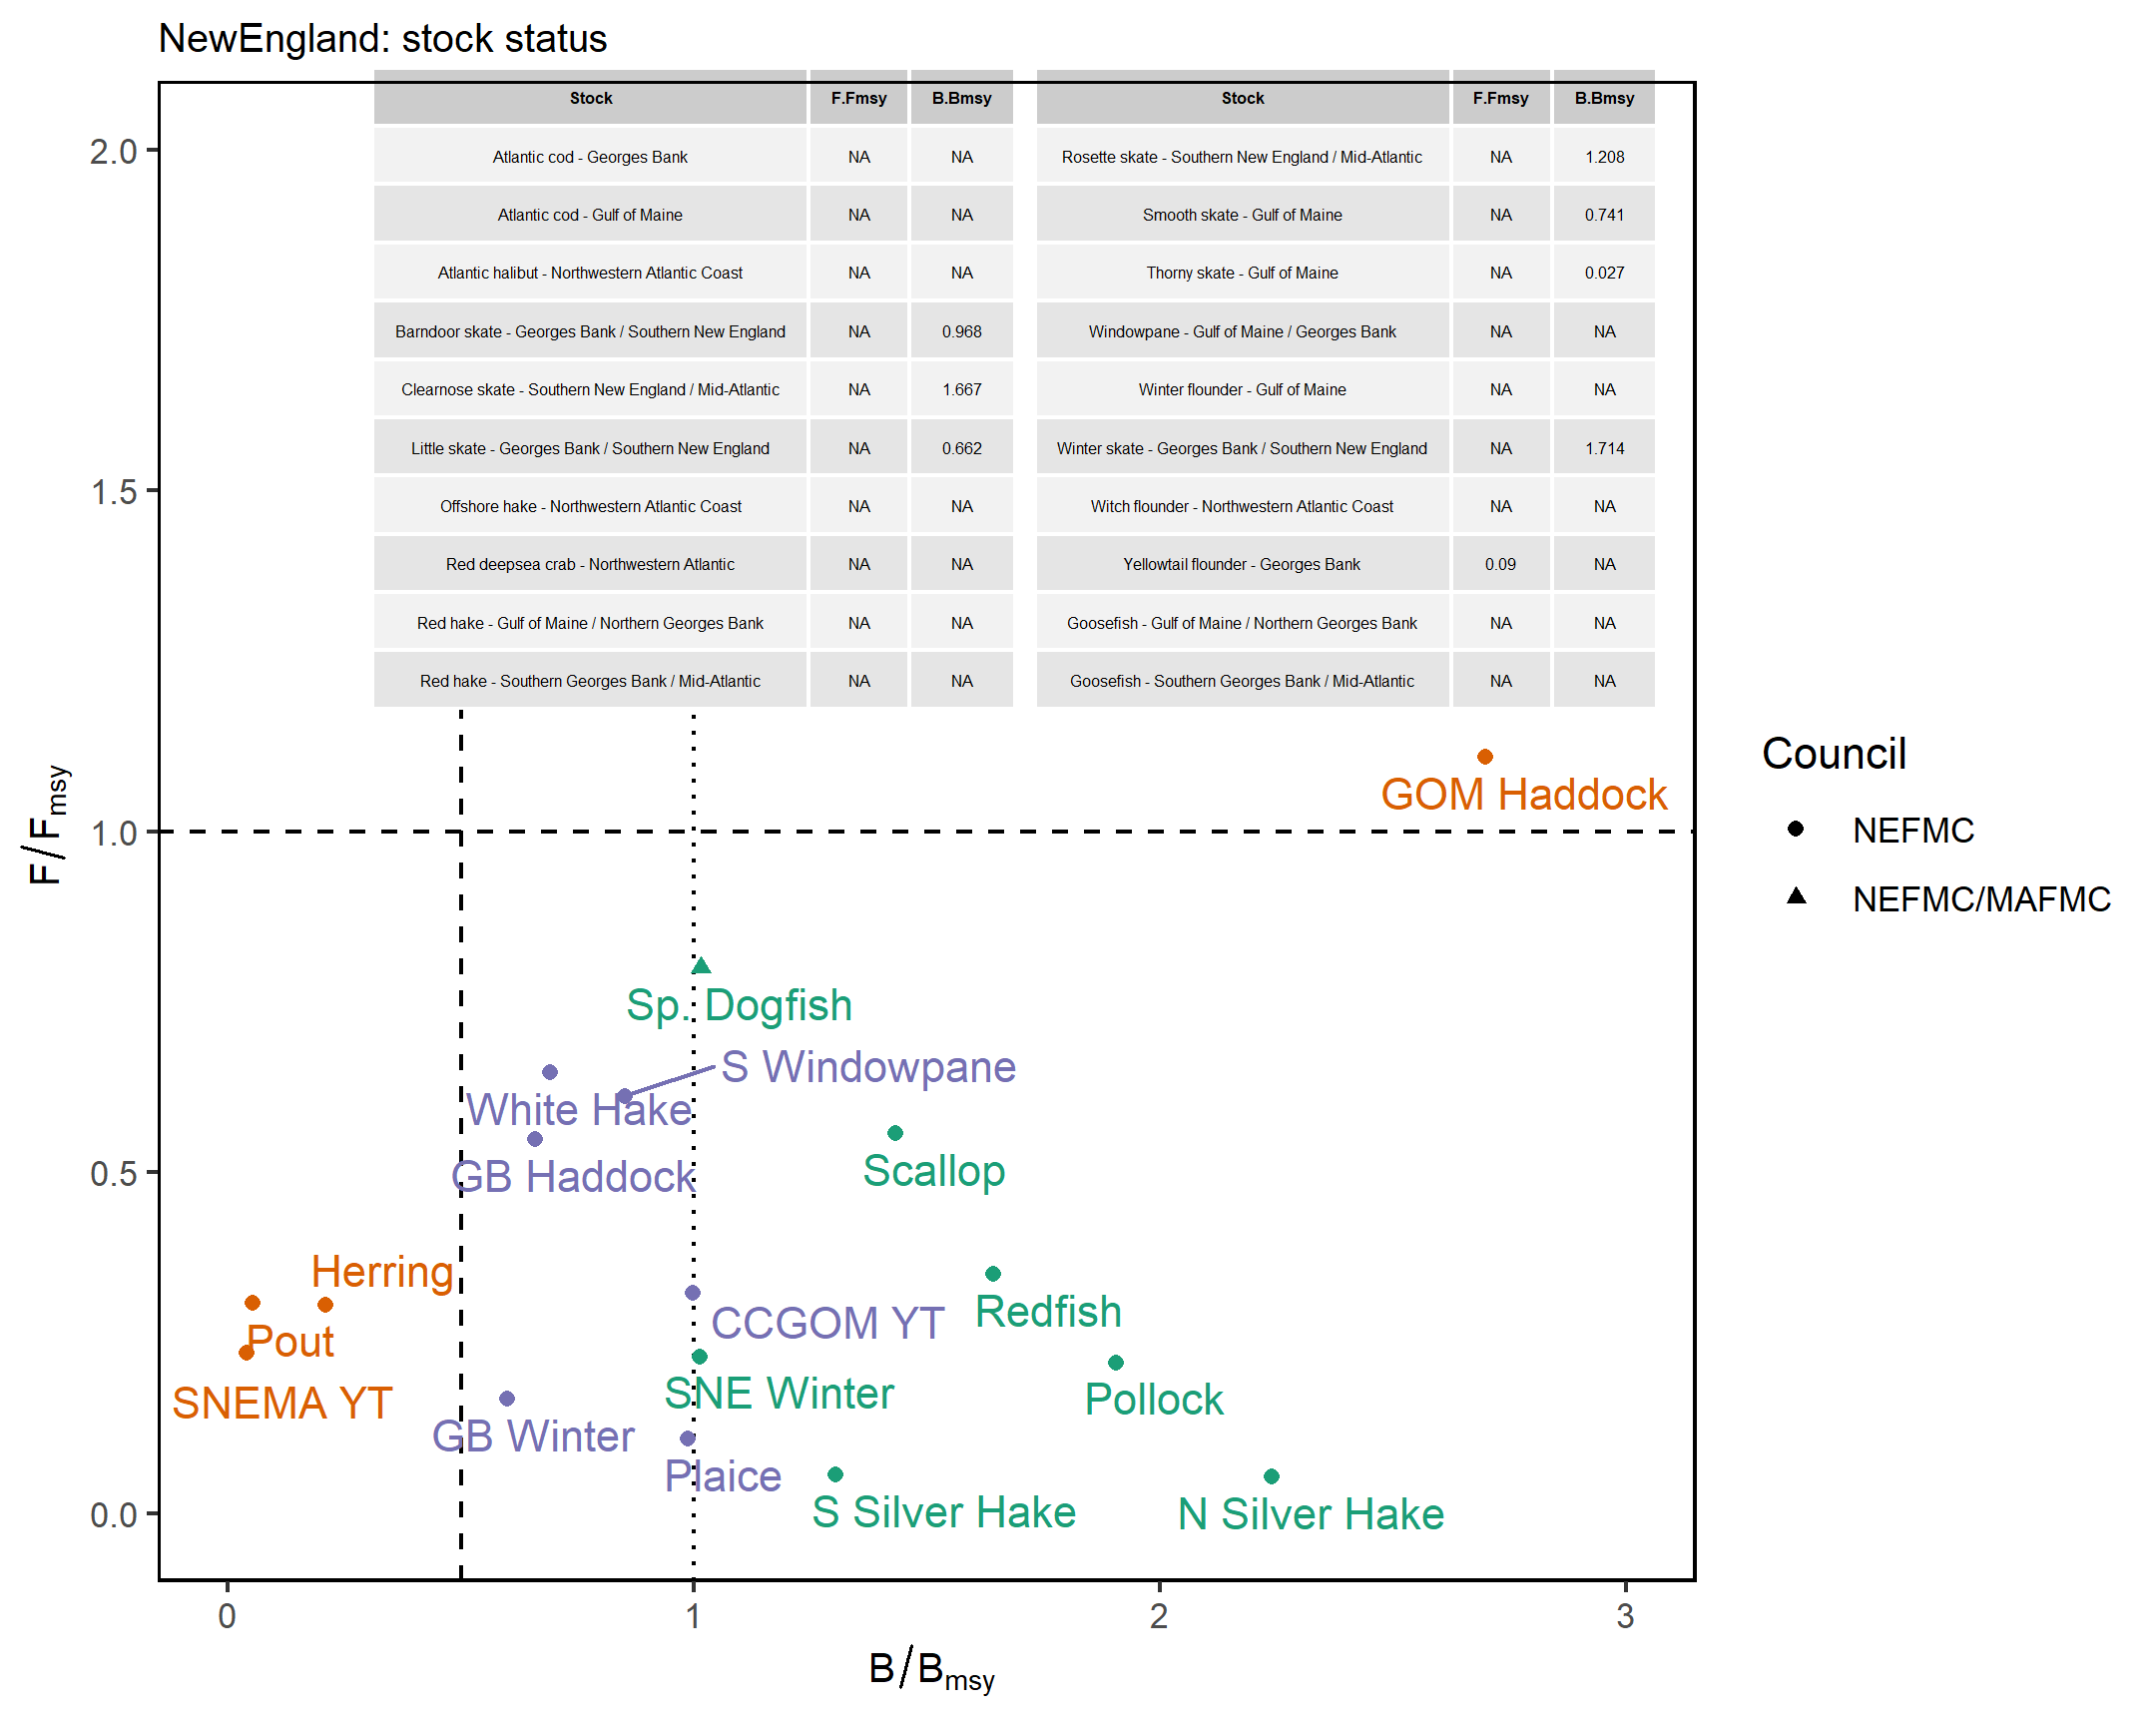 NewEngland: stock status
Stock F.Fmsy B.Bmsy
Atlantic cod - Georges Bank NA NA
Atlantic cod - Gulf of Maine NA NA
Atlantic halibut - Northwestern Atlantic Coast NA NA
Barndoor skate - Georges Bank / Southern New England NA 0.968
Clearnose skate - Southern New England / Mid-Atlantic NA 1.667
Little skate - Georges Bank / Southern New England NA 0.662
Offshore hake - Northwestern Atlantic Coast NA NA
Red deepsea crab - Northwestern Atlantic NA NA
Red hake - Gulf of Maine / Northern Georges Bank NA NA
Red hake - Southern Georges Bank / Mid-Atlantic NA NA
Stock F.Fmsy B.Bmsy
Rosette skate - Southern New England / Mid-Atlantic NA 1.208
Smooth skate - Gulf of Maine NA 0.741
Thorny skate - Gulf of Maine NA 0.027
Windowpane - Gulf of Maine / Georges Bank NA NA
Winter flounder - Gulf of Maine NA NA
Winter skate - Georges Bank / Southern New England NA 1.714
Witch flounder - Northwestern Atlantic Coast NA NA
Yellowtail flounder - Georges Bank 0.09 NA
Goosefish - Gulf of Maine / Northern Georges Bank NA NA
Goosefish - Southern Georges Bank / Mid-Atlantic NA NA
2.0
1.5
1.0
0.5
0.0
F/Fmsy
GOM Haddock
Sp. Dogfish
S Windowpane
White Hake
Scallop
GB Haddock
Herring
Redfish
CCGOM YT
Pout
SNE Winter
Pollock
SNEMA YT
GB Winter
Plaice
S Silver Hake
N Silver Hake
0 1 2 3
B/Bmsy
Council
NEFMC
NEFMC/MAFMC